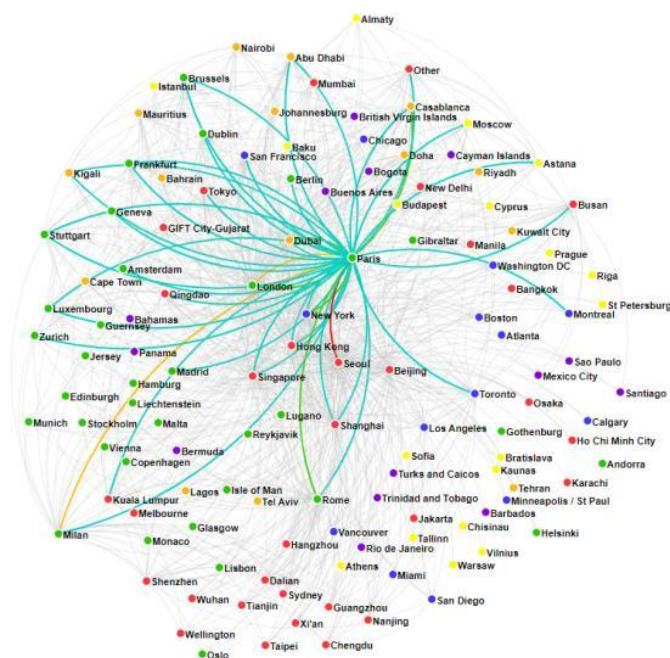 Almaty
Nairobi
Abu Dhabi
Brussels
Other
Istanbul
Mumbai
Mauritius
Johannesburg
Casablanca
British Virgin Islands
Moscow
Dublin
Chicago
Baku
San Francisco
Doha
Cayman Islands
Astana
Frankfurt
Kigali
Bahrain
Berlin
Bogota
Riyadh
Tokyo
Buenos Aires
New Delhi
Geneva
Budapest
Cyprus
Busan
GIFT City-Gujarat
Stuttgart
Dubai
Gibraltar
Kuwait City
Manila
Paris
Prague
Amsterdam
Washington DC
Cape Town
London
Riga
Qingdao
Bangkok
Luxembourg
St Petersburg
Bahamas
New York
Montreal
Guernsey
Boston
Zurich
Atlanta
Hong Kong
Jersey
Panama
Madrid
Seoul
Sao Paulo
Hamburg
Singapore
Beijing
Mexico City
Edinburgh
Liechtenstein
Toronto
Santiago
Osaka
Munich
Stockholm
Malta
Lugano
Shanghai
Los Angeles
Calgary
Reykjavik
Gothenburg
Ho Chi Minh City
Vienna
Bermuda
Sofia
Bratislava
Copenhagen
Kaunas
Andorra
Turks and Caicos
Karachi
Lagos
Isle of Man
Tehran
Kuala Lumpur
Tel Aviv
Rome
Trinidad and Tobago
Minneapolis / St Paul
Melbourne
Barbados
Jakarta
Glasgow
Chisinau
Milan
Vancouver
Tallinn
Helsinki
Monaco
Hangzhou
Rio de Janeiro
Vilnius
Lisbon
Athens
Warsaw
Shenzhen
Dalian
Miami
Sydney
Wuhan
Tianjin
Guangzhou
San Diego
Xi'an
Nanjing
Wellington
Taipei
Chengdu
Oslo